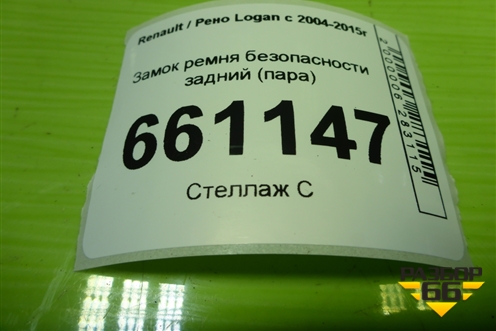 Renault / Рено Logan с 2004-2015г
Замок ремня безопасности
задний (пара)
661147
Стеллаж С
2000006283115
РАЗБОР
66